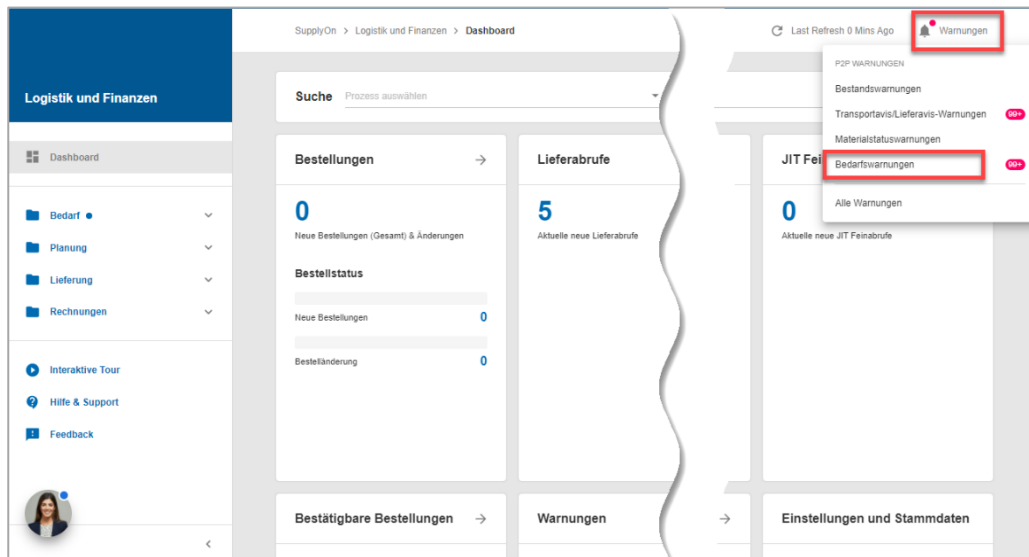 SupplyOn > Logistik und Finanzen > Dashboard
Last Refresh 0 Mins Ago
Warnungen
P2P WARNUNGEN
Bestandswarnungen
Transportavis/Lieferavis-Warnungen 99+
Materialstatuswarnungen
Bedarfswarnungen 99+
Alle Warnungen
Logistik und Finanzen
Dashboard
Bedarf
Planung
Lieferung
Rechnungen
Interaktive Tour
Hilfe & Support
Feedback
Suche Prozess auswählen
Bestellungen
0
Neue Bestellungen (Gesamt) & Änderungen
Bestellstatus
Neue Bestellungen 0
Bestelländerung 0
Lieferabrufe
5
Aktuelle neue Lieferabrufe
JIT Fei
0
Aktuelle neue JIT Feinabrufe
Bestätigbare Bestellungen
Warnungen
Einstellungen und Stammdaten